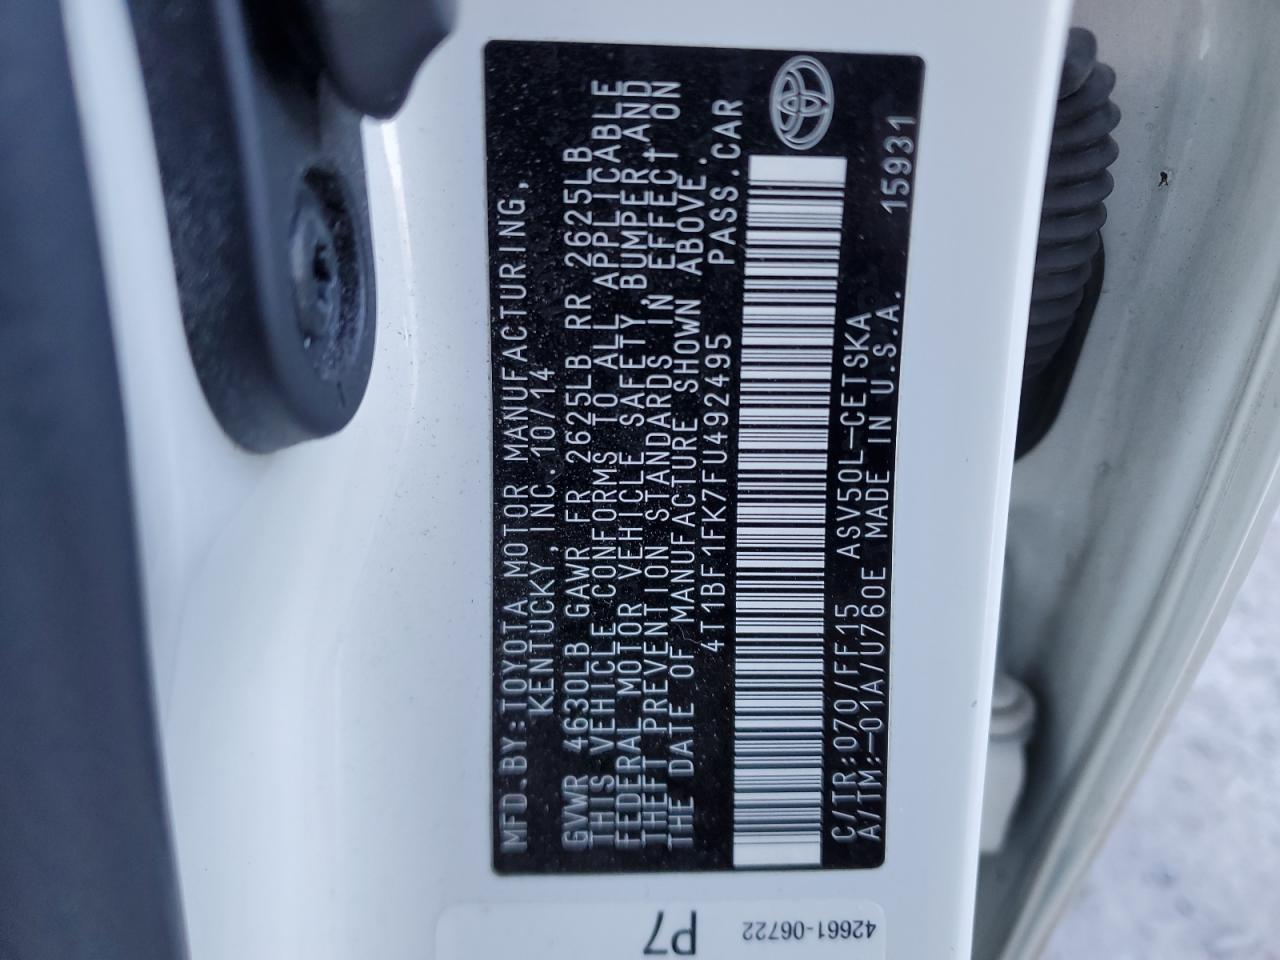 MFD.BY:TOYOTA MOTOR MANUFACTURING,
KENTUCKY,INC.10/14
GVWR 4630LB GAWR FR 2625LB RR 2625LB
THIS VEHICLE CONFORMS TO ALL APPLICABLE
FEDERAL MOTOR VEHICLE SAFETY, BUMPER,AND
THEFT PREVENTION STANDARDS IN EFFECT ON
THE DATE OF MANUFACTURE SHOWN ABOVE.
4T1BF1FK7FU492495 PASS.CAR
C/TR:070/FF15 ASV50L-CETSKA 15931
A/TM:-01A/U760E MADE IN U.S.A.
P7
42661-06722